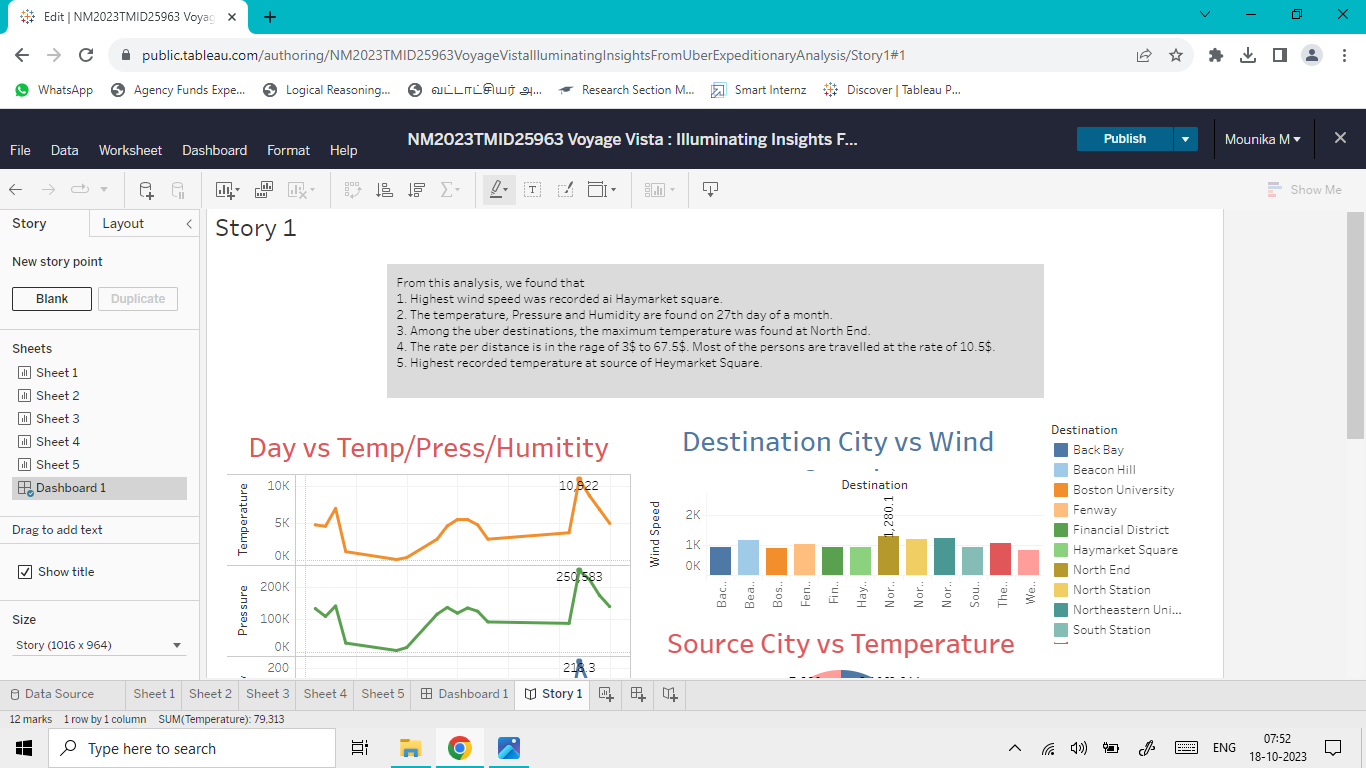 Edit | NM2023TMID25963 Voyag
public.tableau.com/authoring/NM2023TMID25963VoyageVistaIlluminatingInsightsFromUberExpeditionaryAnalysis/Story1#1
WhatsApp
Agency Funds Expe...
Logical Reasoning...
வட்டாட்சியர் அ...
Research Section M...
Smart Internz
Discover | Tableau P...
File Data Worksheet Dashboard Format Help
NM2023TMID25963 Voyage Vista : Illuminating Insights F...
Publish
Mounika M
Show Me
Story Layout
New story point
Blank Duplicate
Sheets
Sheet 1
Sheet 2
Sheet 3
Sheet 4
Sheet 5
Dashboard 1
Drag to add text
Show title
Size
Story (1016 x 964)
Story 1
From this analysis, we found that
1. Highest wind speed was recorded ai Haymarket square.
2. The temperature, Pressure and Humidity are found on 27th day of a month.
3. Among the uber destinations, the maximum temperature was found at North End.
4. The rate per distance is in the rage of 3$ to 67.5$. Most of the persons are travelled at the rate of 10.5$.
5. Highest recorded temperature at source of Heymarket Square.
Day vs Temp/Press/Humitity
Temperature
10K
5K
0K
10,922
Pressure
200K
100K
0K
250,583
200
218.3
Destination City vs Wind
Destination
Wind Speed
2K
1K
0K
1,280.1
Bac..
Bea..
Bos..
Fen..
Fin..
Hay..
Nor..
Nor..
Nor..
Sou..
The..
We..
Source City vs Temperature
Destination
Back Bay
Beacon Hill
Boston University
Fenway
Financial District
Haymarket Square
North End
North Station
Northeastern Uni...
South Station
Data Source Sheet 1 Sheet 2 Sheet 3 Sheet 4 Sheet 5 Dashboard 1 Story 1
12 marks 1 row by 1 column SUM(Temperature): 79,313
Type here to search
ENG
07:52
18-10-2023